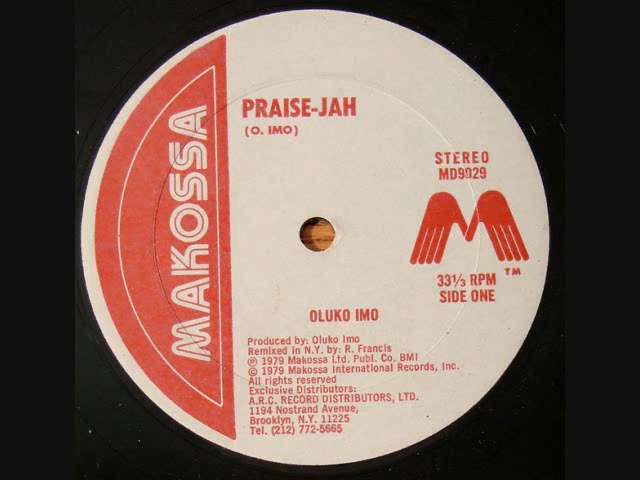 MAKOSSA
PRAISE-JAH
(O. IMO)
STEREO
MD9029
M
TM
33⅓ RPM
SIDE ONE
OLUKO IMO
Produced by: Oluko Imo
Remixed in N.Y. by: R. Francis
℗ 1979 Makossa Ltd. Publ. Co. BMI
© 1979 Makossa International Records, Inc.
All rights reserved
Exclusive Distributors:
A.R.C. RECORD DISTRIBUTORS, LTD.
1194 Nostrand Avenue,
Brooklyn, N.Y. 11225
Tel. (212) 772-5665